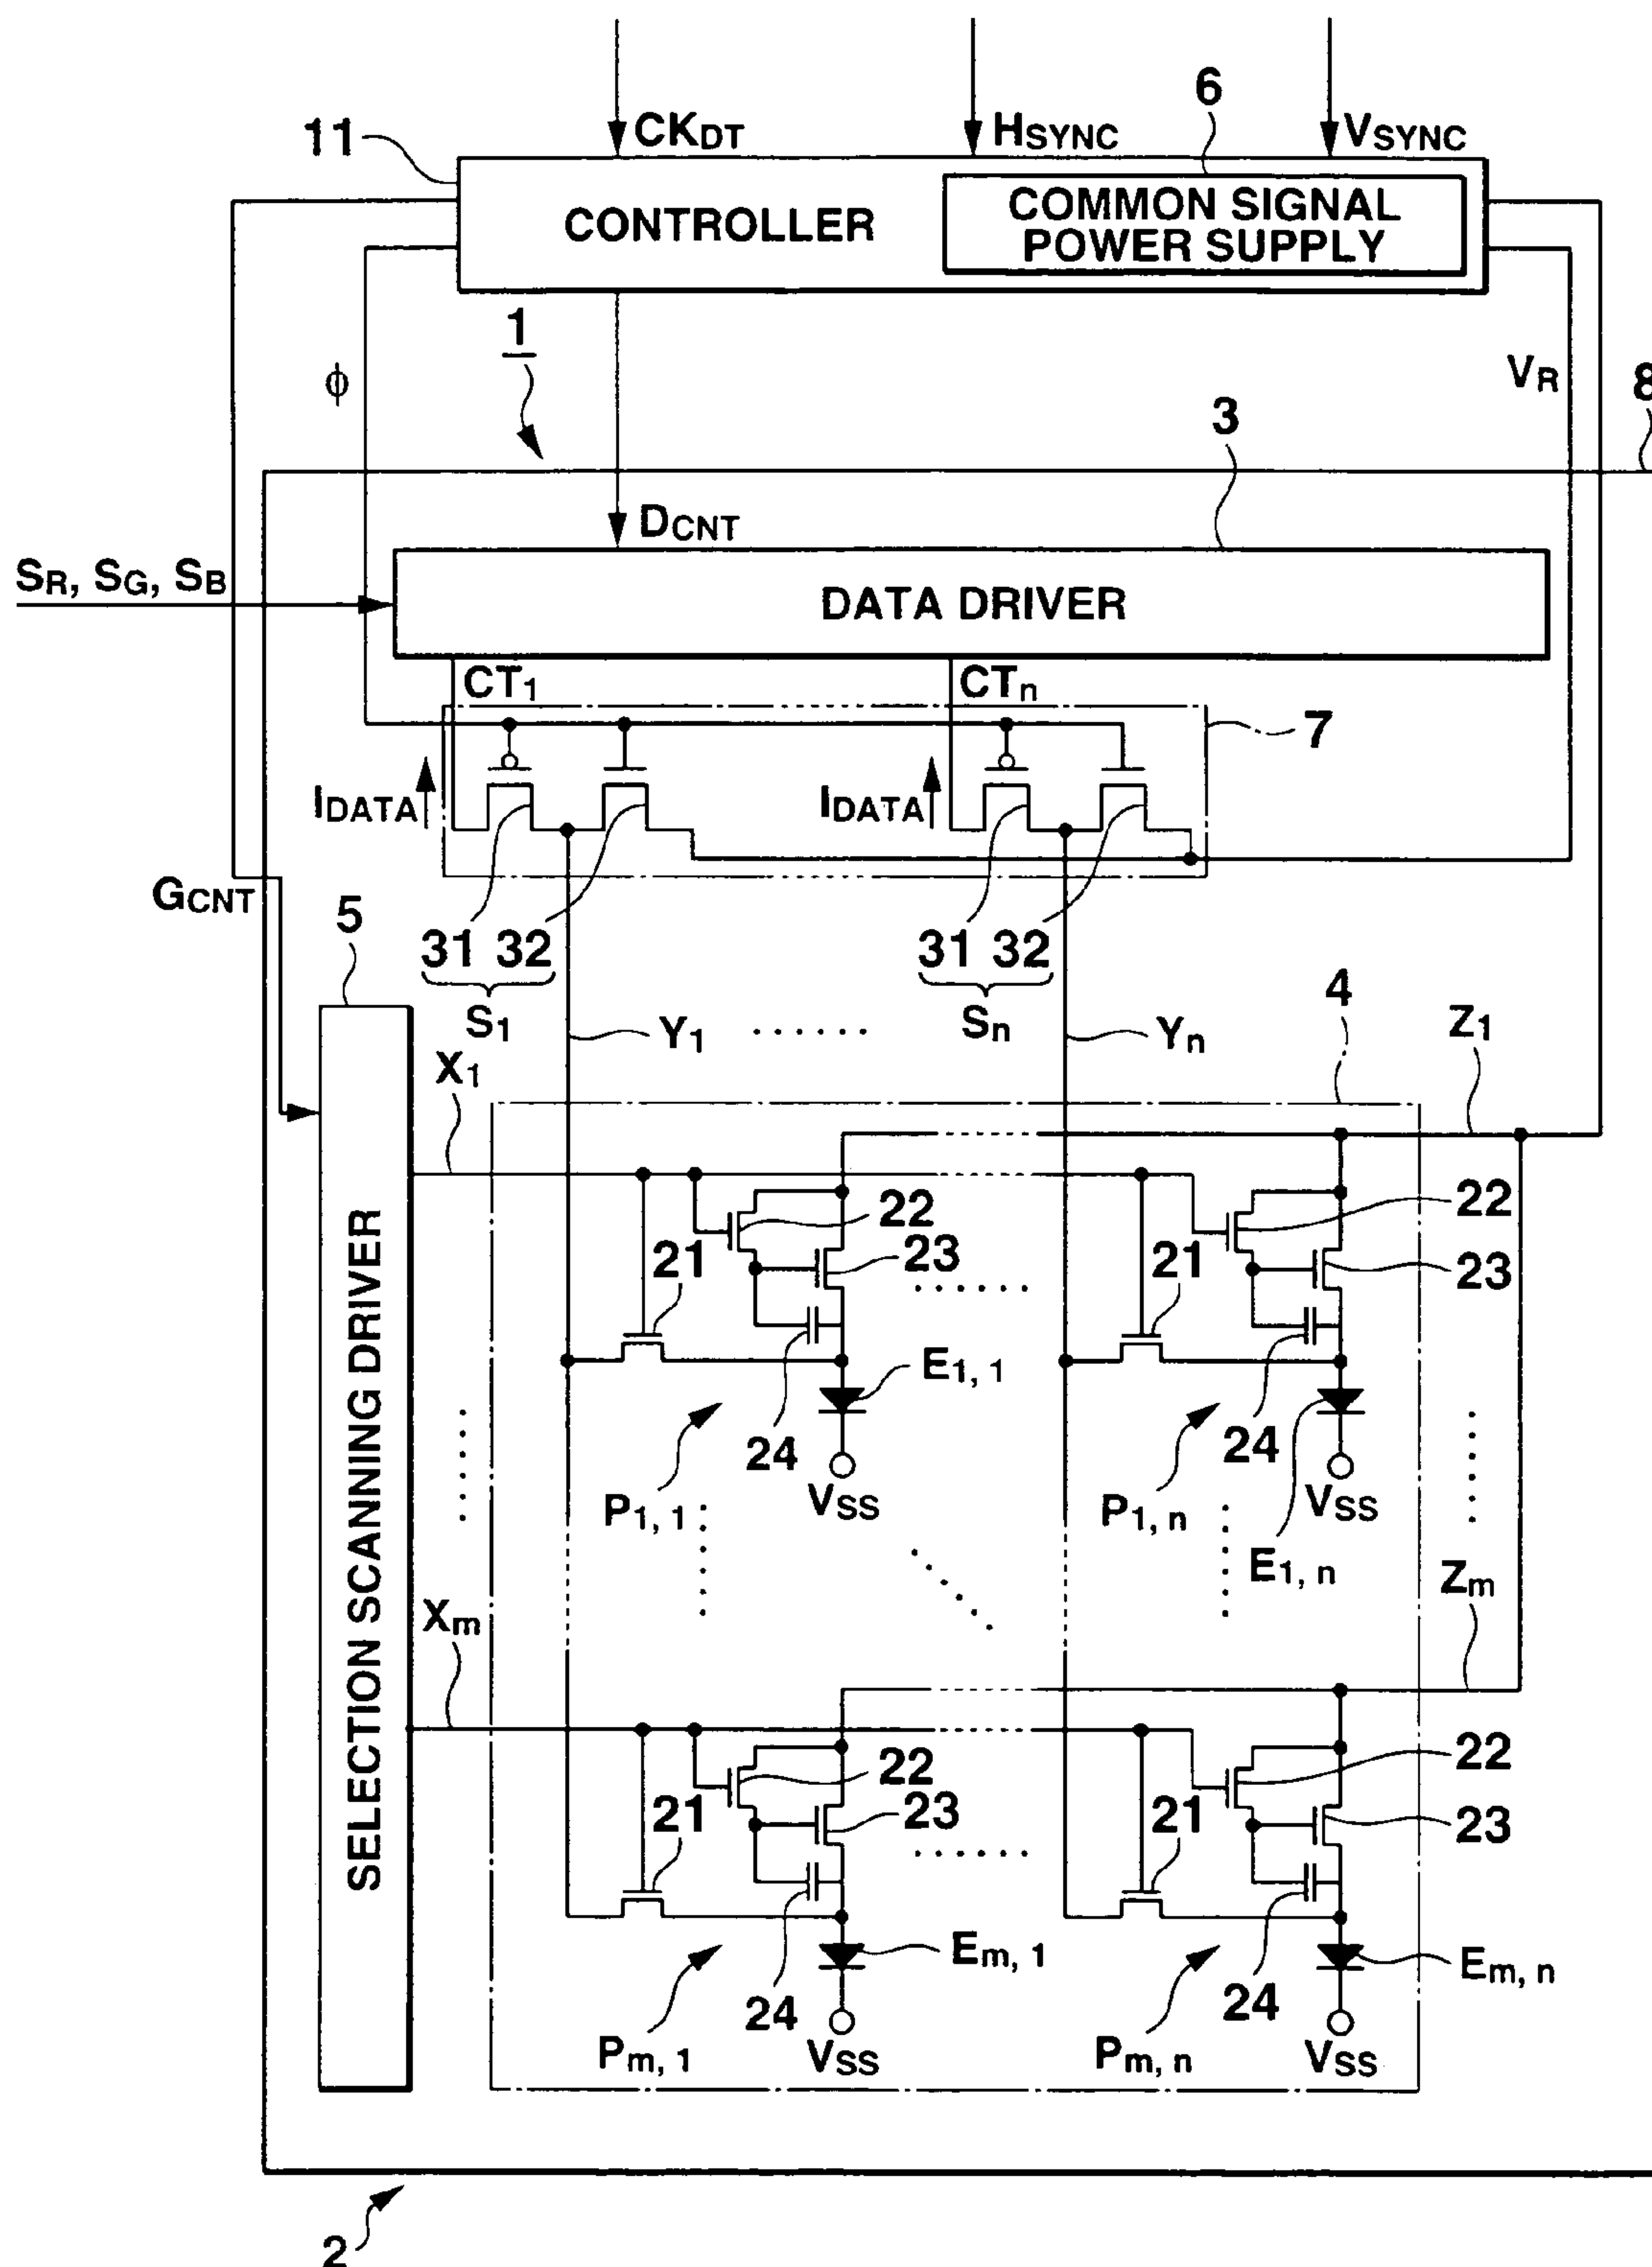 6
11
CKDT
HSYNC
VSYNC
CONTROLLER
COMMON SIGNAL
POWER SUPPLY
1
φ
VR
8
3
DCNT
SR, SG, SB
DATA DRIVER
CT1
CTn
7
IDATA
IDATA
GCNT
5
31 32
31 32
S1
Sn
4
Y1
Yn
Z1
X1
SELECTION SCANNING DRIVER
22
22
21
23
21
23
E1, 1
24
24
P1, 1
VSS
P1, n
VSS
E1, n
Zm
Xm
22
22
21
23
21
23
Em, 1
Em, n
24
24
Pm, 1
VSS
Pm, n
VSS
2